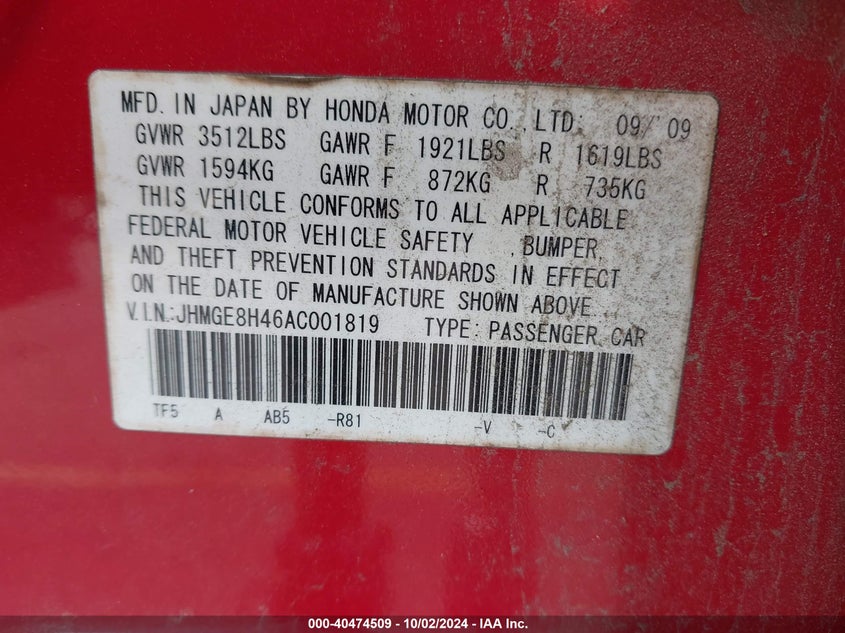 MFD. IN JAPAN BY HONDA MOTOR CO.,LTD. 09/'09
GVWR 3512LBS GAWR F 1921LBS R 1619LBS
GVWR 1594KG GAWR F 872KG R 735KG
THIS VEHICLE CONFORMS TO ALL APPLICABLE
FEDERAL MOTOR VEHICLE SAFETY ,BUMPER,
AND THEFT PREVENTION STANDARDS IN EFFECT
ON THE DATE OF MANUFACTURE SHOWN ABOVE.
V.I.N.:JHMGE8H46AC001819 TYPE: PASSENGER CAR
TF5 A AB5 -R81 -V -C
000-40474509 - 10/02/2024 - IAA Inc.